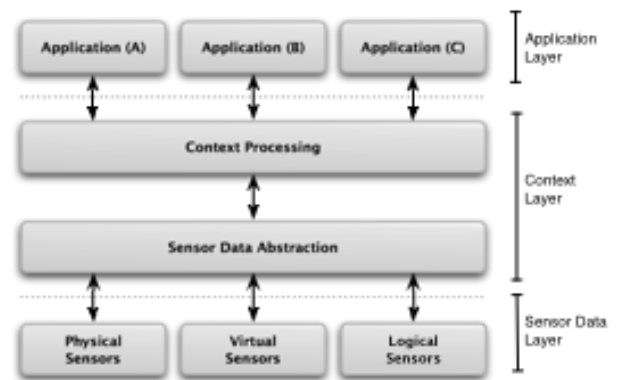 Application (A)
Application (B)
Application (C)
Application
Layer
Context Processing
Context
Layer
Sensor Data Abstraction
Physical
Sensors
Virtual
Sensors
Logical
Sensors
Sensor Data
Layer